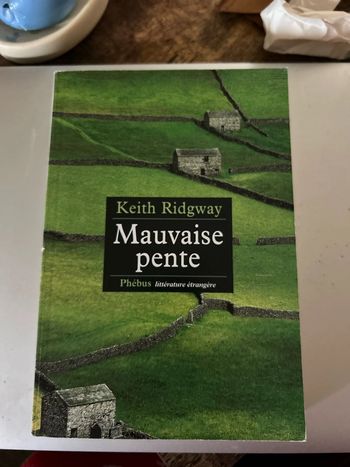 Keith Ridgway
Mauvaise
pente
Phébus littérature étrangère